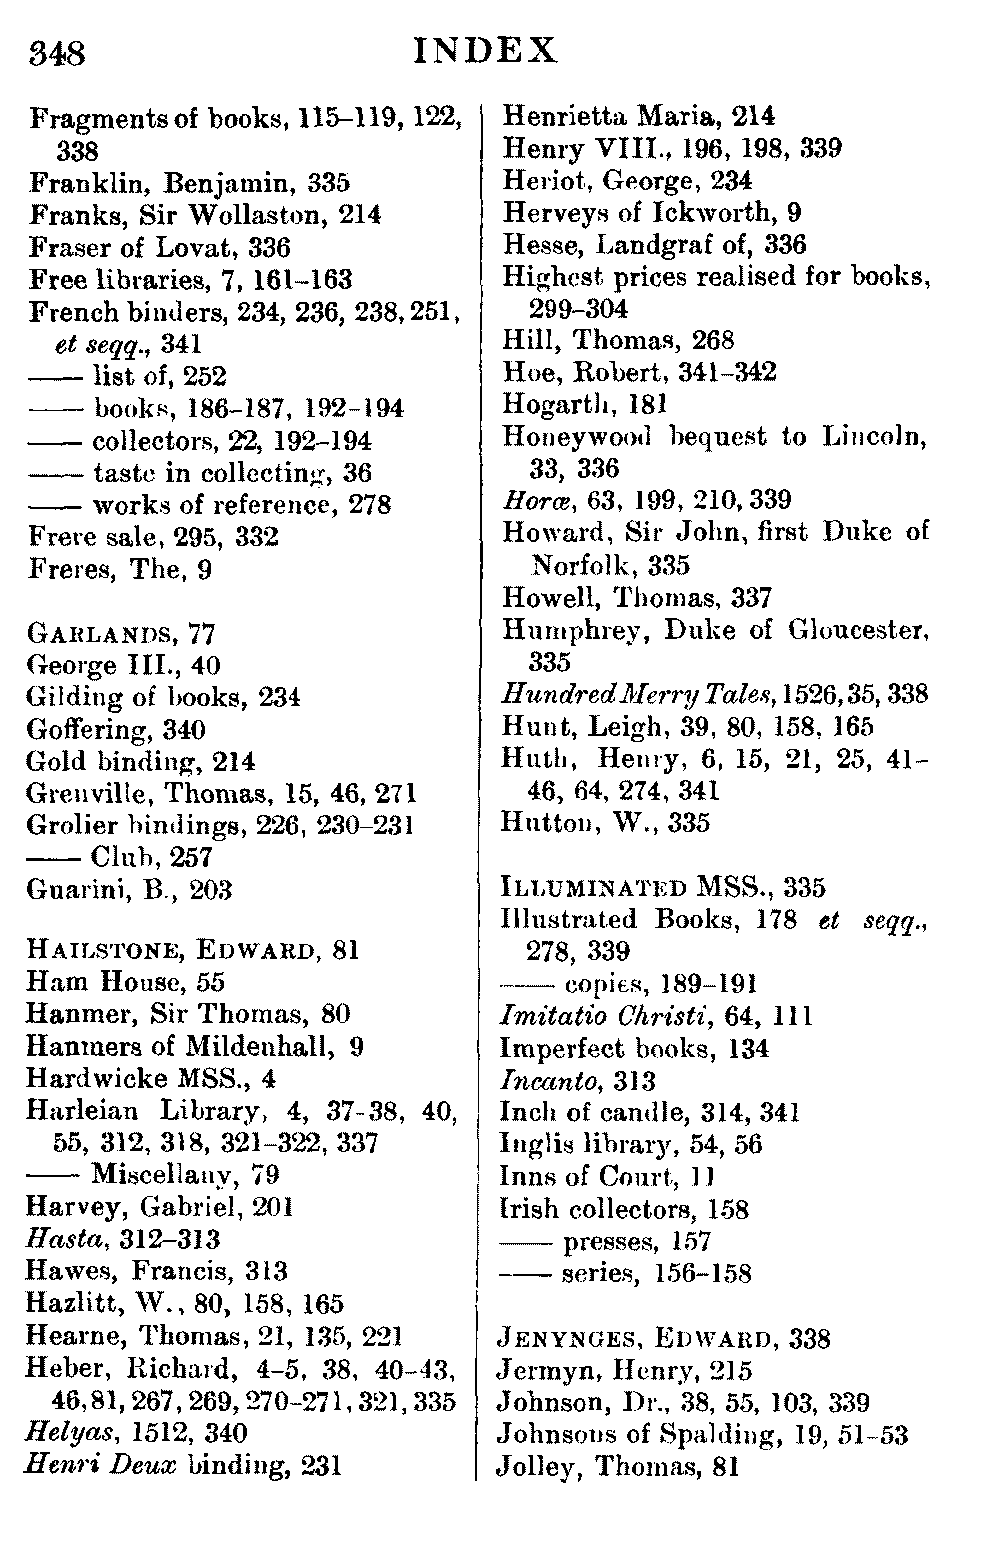 348 INDEX
Fragments of books, 115–119, 122,
338
Franklin, Benjamin, 335
Franks, Sir Wollaston, 214
Fraser of Lovat, 336
Free libraries, 7, 161–163
French binders, 234, 236, 238, 251,
et seqq., 341
—— list of, 252
—— books, 186–187, 192–194
—— collectors, 22, 192–194
—— taste in collecting, 36
—— works of reference, 278
Frere sale, 295, 332
Freres, The, 9
GARLANDS, 77
George III., 40
Gilding of books, 234
Goffering, 340
Gold binding, 214
Grenville, Thomas, 15, 46, 271
Grolier bindings, 226, 230–231
—— Club, 257
Guarini, B., 203
HAILSTONE, EDWARD, 81
Ham House, 55
Hanmer, Sir Thomas, 80
Hanmers of Mildenhall, 9
Hardwicke MSS., 4
Harleian Library, 4, 37–38, 40,
55, 312, 318, 321–322, 337
—— Miscellany, 79
Harvey, Gabriel, 201
Hasta, 312–313
Hawes, Francis, 313
Hazlitt, W., 80, 158, 165
Hearne, Thomas, 21, 135, 221
Heber, Richard, 4–5, 38, 40–43,
46, 81, 267, 269, 270–271, 321, 335
Helyas, 1512, 340
Henri Deux binding, 231
Henrietta Maria, 214
Henry VIII., 196, 198, 339
Heriot, George, 234
Herveys of Ickworth, 9
Hesse, Landgraf of, 336
Highest prices realised for books,
299–304
Hill, Thomas, 268
Hoe, Robert, 341–342
Hogarth, 181
Honeywood bequest to Lincoln,
33, 336
Horæ, 63, 199, 210, 339
Howard, Sir John, first Duke of
Norfolk, 335
Howell, Thomas, 337
Humphrey, Duke of Gloucester,
335
Hundred Merry Tales, 1526, 35, 338
Hunt, Leigh, 39, 80, 158, 165
Huth, Henry, 6, 15, 21, 25, 41–
46, 64, 274, 341
Hutton, W., 335
ILLUMINATED MSS., 335
Illustrated Books, 178 et seqq.,
278, 339
—— copies, 189–191
Imitatio Christi, 64, 111
Imperfect books, 134
Incanto, 313
Inch of candle, 314, 341
Inglis library, 54, 56
Inns of Court, 11
Irish collectors, 158
—— presses, 157
—— series, 156–158
JENYNGES, EDWARD, 338
Jermyn, Henry, 215
Johnson, Dr., 38, 55, 103, 339
Johnsons of Spalding, 19, 51–53
Jolley, Thomas, 81